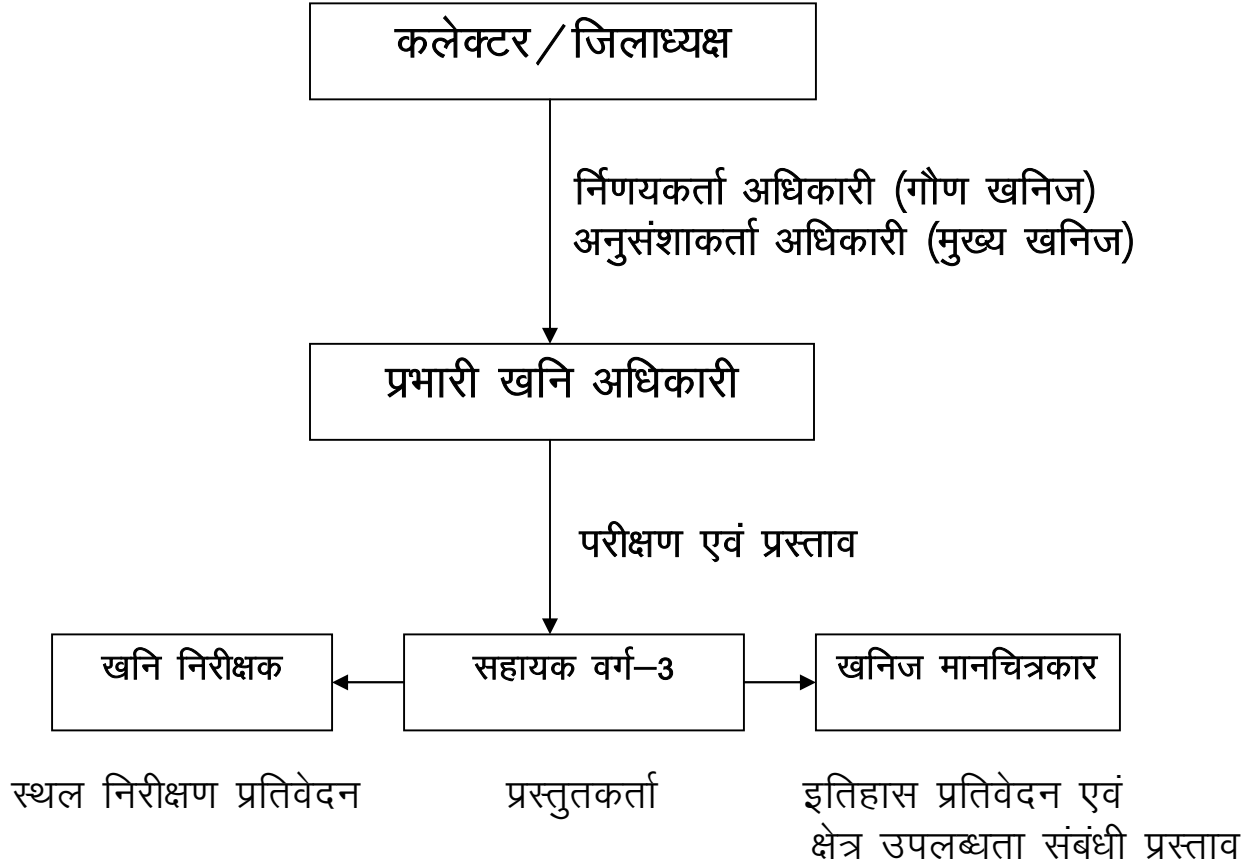 कलेक्टर/जिलाध्यक्ष
र्निणयकर्ता अधिकारी (गौण खनिज)
अनुसंशाकर्ता अधिकारी (मुख्य खनिज)
प्रभारी खनि अधिकारी
परीक्षण एवं प्रस्ताव
खनि निरीक्षक
सहायक वर्ग–3
खनिज मानचित्रकार
स्थल निरीक्षण प्रतिवेदन
प्रस्तुतकर्ता
इतिहास प्रतिवेदन एवं
क्षेत्र उपलब्धता संबंधी प्रस्ताव